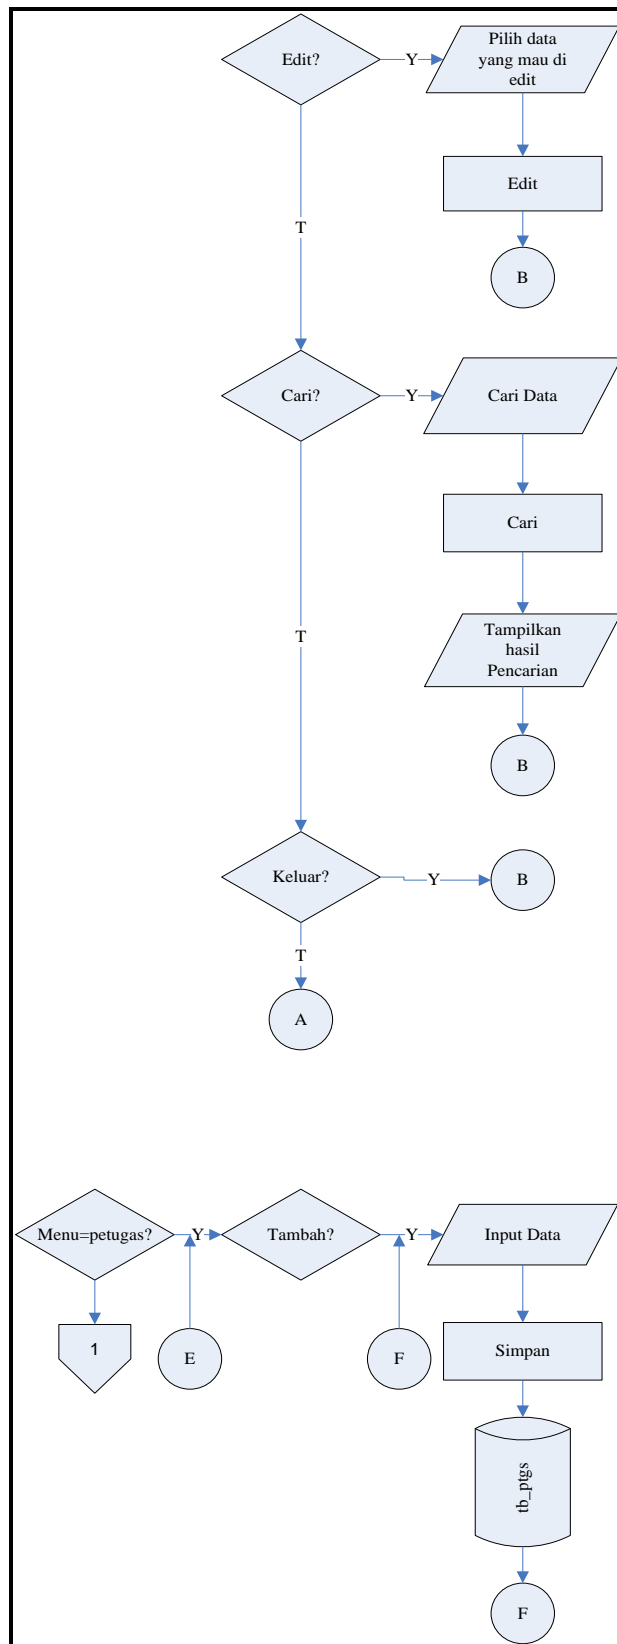 Edit?
Y
Pilih data
yang mau di
edit
Edit
T
B
Cari?
Y
Cari Data
Cari
T
Tampilkan
hasil
Pencarian
B
Keluar?
Y
B
T
A
Menu=petugas?
Y
Tambah?
Y
Input Data
1
E
F
Simpan
tb_ptgs
F